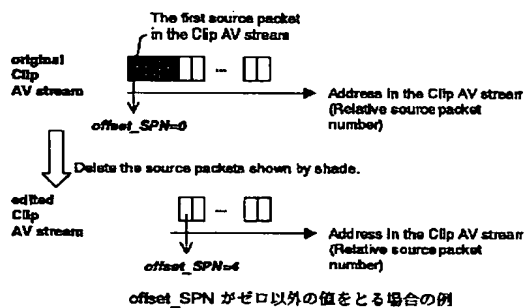 The first source packet
in the Clip AV stream
original
Clip
AV stream
...
Address in the Clip AV stream
(Relative source packet
number)
offset_SPN=0
Delete the source packets shown by shade.
edited
Clip
AV stream
...
Address in the Clip AV stream
(Relative source packet
number)
offset_SPN=4
offset_SPN がゼロ以外の値をとる場合の例